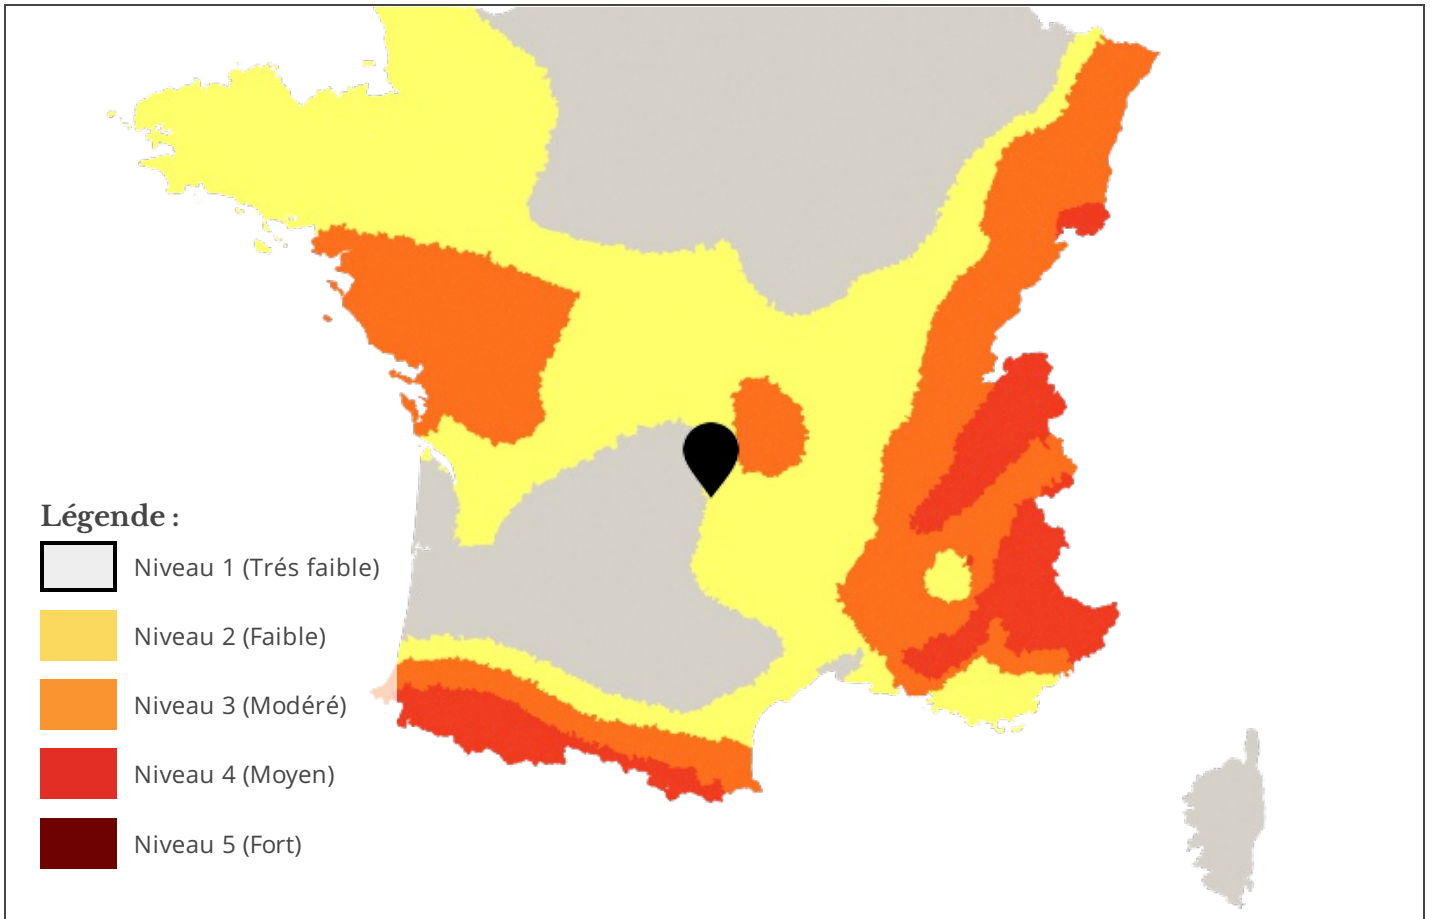 Légende :
Niveau 1 (Trés faible)
Niveau 2 (Faible)
Niveau 3 (Modéré)
Niveau 4 (Moyen)
Niveau 5 (Fort)